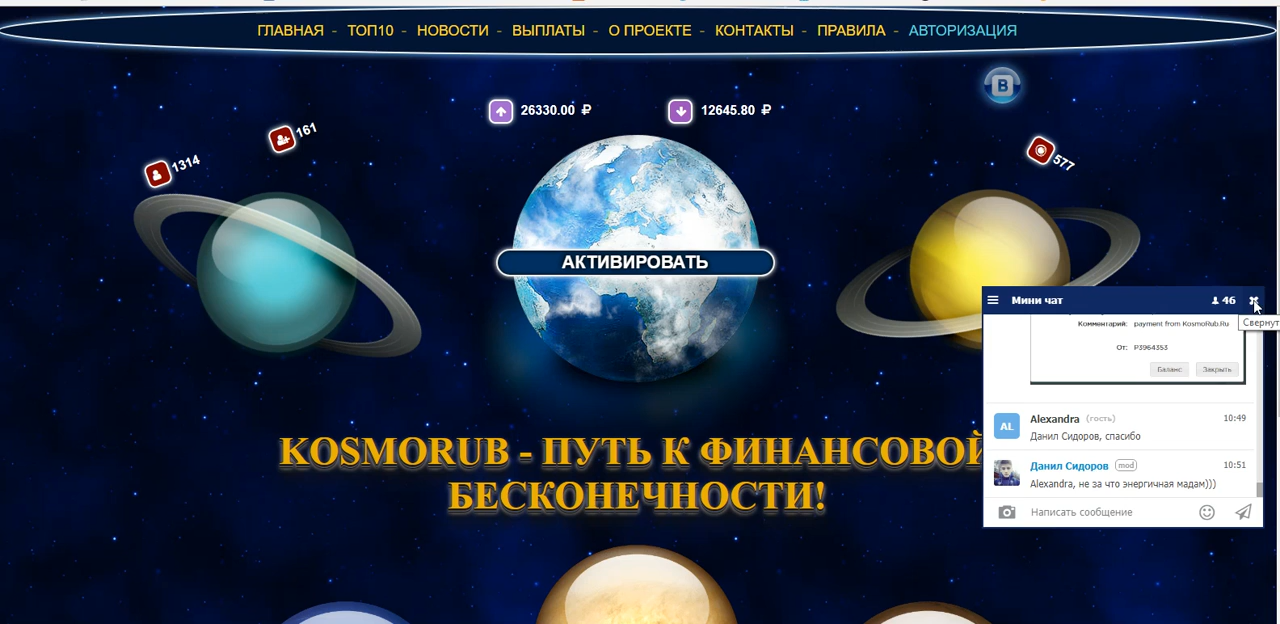 ГЛАВНАЯ - ТОП10 - НОВОСТИ - ВЫПЛАТЫ - О ПРОЕКТЕ - КОНТАКТЫ - ПРАВИЛА - АВТОРИЗАЦИЯ
B
26330.00 ₽
12645.80 ₽
161
1314
577
АКТИВИРОВАТЬ
Мини чат
46
Свернут
Комментарий: payment from KosmoRub.Ru
От: P3964353
Баланс
Закрыть
AL
Alexandra (гость) 10:49
Данил Сидоров, спасибо
Данил Сидоров mod 10:51
Alexandra, не за что энергичная мадам)))
Написать сообщение
KOSMORUB - ПУТЬ К ФИНАНСОВОЙ
БЕСКОНЕЧНОСТИ!